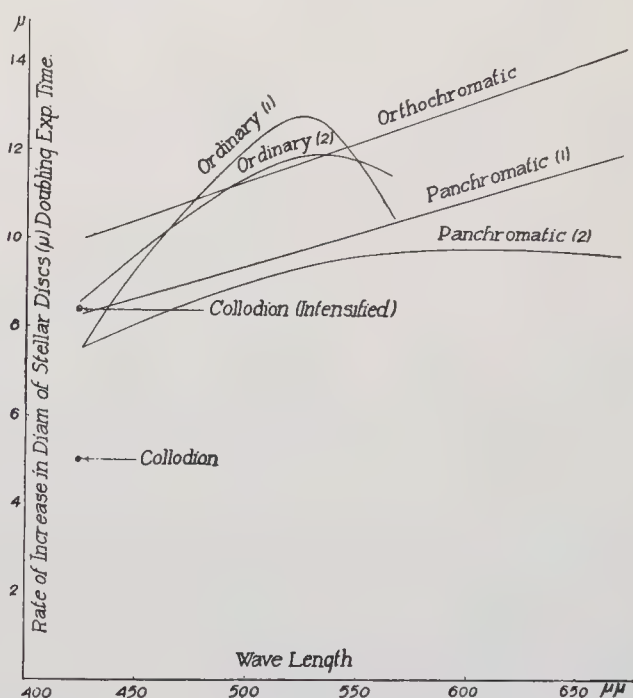 μ
14
12
10
8
6
4
2
Rate of Increase in Diam of Stellar Discs (μ) Doubling Exp. Time.
Ordinary (1)
Ordinary (2)
Orthochromatic
Panchromatic (1)
Panchromatic (2)
Collodion (Intensified)
Collodion
Wave Length
400 450 500 550 600 650 μμ